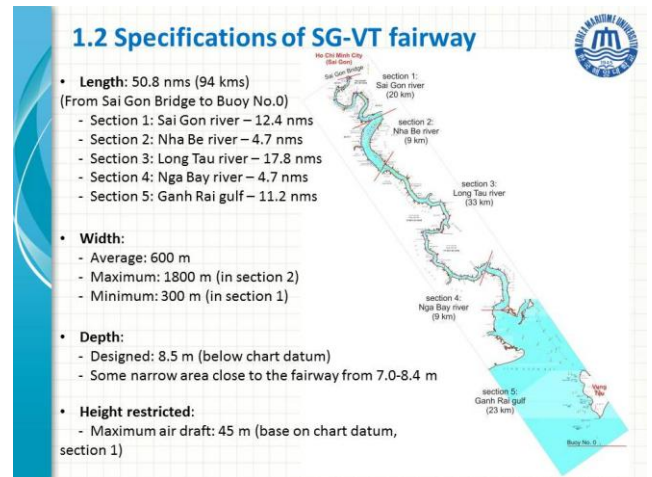 1.2 Specifications of SG-VT fairway
• Length: 50.8 nms (94 kms)
(From Sai Gon Bridge to Buoy No.0)
- Section 1: Sai Gon river – 12.4 nms
- Section 2: Nha Be river – 4.7 nms
- Section 3: Long Tau river – 17.8 nms
- Section 4: Nga Bay river – 4.7 nms
- Section 5: Ganh Rai gulf – 11.2 nms
• Width:
- Average: 600 m
- Maximum: 1800 m (in section 2)
- Minimum: 300 m (in section 1)
• Depth:
- Designed: 8.5 m (below chart datum)
- Some narrow area close to the fairway from 7.0-8.4 m
• Height restricted:
- Maximum air draft: 45 m (base on chart datum,
section 1)
Ho Chi Minh City
(Sai Gon)
Sai Gon Bridge
section 1:
Sai Gon river
(20 km)
section 2:
Nha Be river
(9 km)
section 3:
Long Tau river
(33 km)
section 4:
Nga Bay river
(9 km)
section 5:
Ganh Rai gulf
(23 km)
Vung
Tau
Buoy No. 0
KOREA MARITIME UNIVERSITY
1945